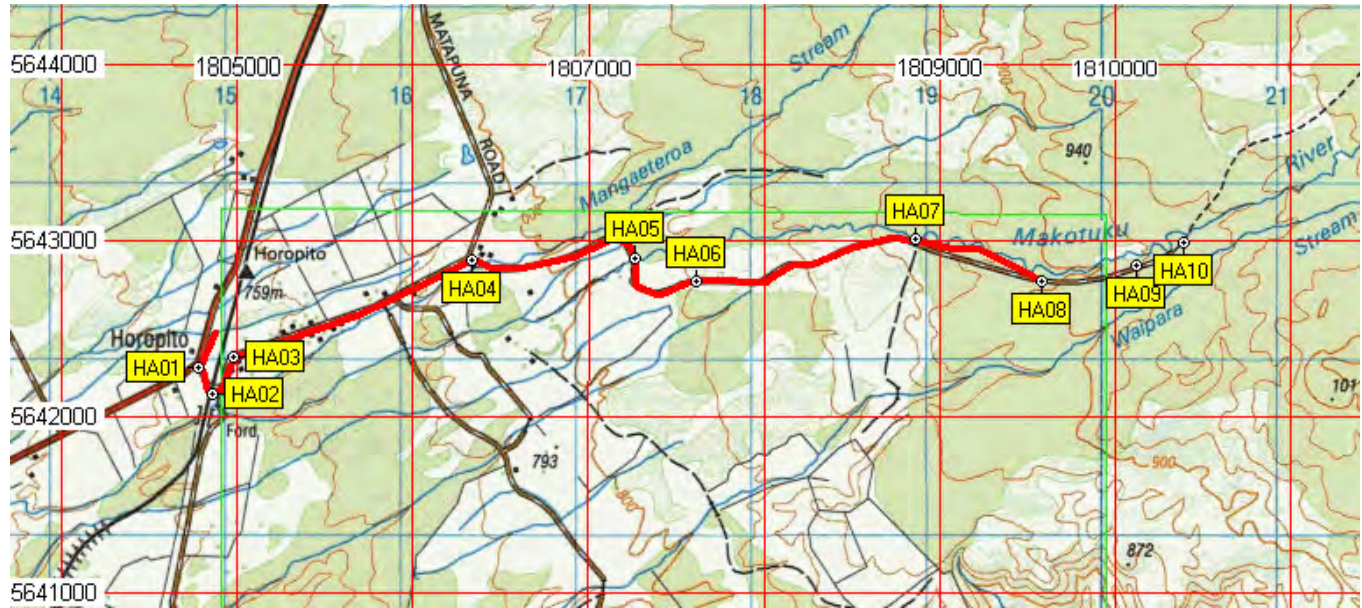 5644000
1805000
1807000
1809000
1810000
14
15
16
17
18
19
20
21
MATAPUNA
ROAD
Stream
Mangaeteroa
940
River
HA07
HA05
HA06
Makotuku
Stream
5643000
Horopito
759m
HA04
HA10
HA09
HA08
Waipara
Horopito
HA01
HA03
HA02
5642000
Ford
793
800
900
872
5641000